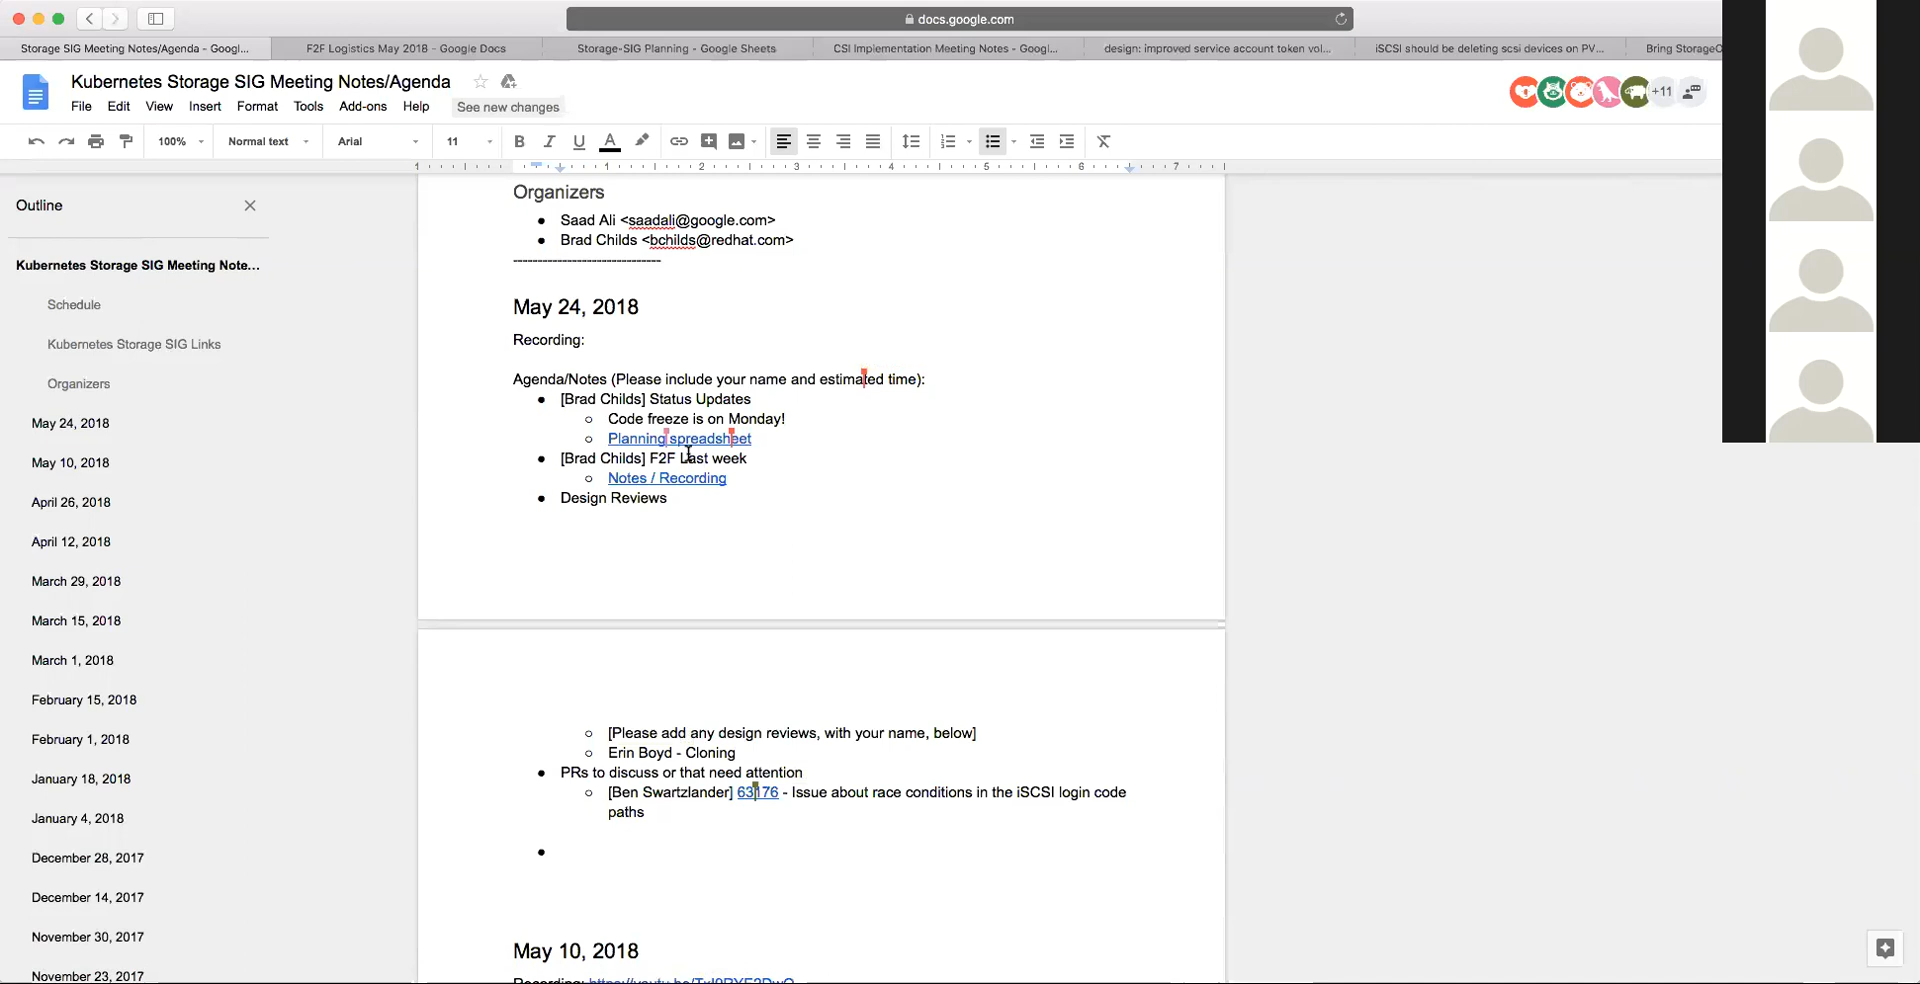 docs.google.com
Storage SIG Meeting Notes/Agenda - Googl...
F2F Logistics May 2018 - Google Docs
Storage-SIG Planning - Google Sheets
CSI Implementation Meeting Notes - Googl...
design: improved service account token vol...
iSCSI should be deleting scsi devices on PV...
Bring StorageO
Kubernetes Storage SIG Meeting Notes/Agenda
File Edit View Insert Format Tools Add-ons Help See new changes
+11
100% Normal text Arial 11 B I U A
1 1 2 3 4 5 6 7
Outline
Kubernetes Storage SIG Meeting Note...
Schedule
Kubernetes Storage SIG Links
Organizers
May 24, 2018
May 10, 2018
April 26, 2018
April 12, 2018
March 29, 2018
March 15, 2018
March 1, 2018
February 15, 2018
February 1, 2018
January 18, 2018
January 4, 2018
December 28, 2017
December 14, 2017
November 30, 2017
November 23, 2017
Organizers
● Saad Ali <saadali@google.com>
● Brad Childs <bchilds@redhat.com>
--------------------------------
May 24, 2018
Recording:
Agenda/Notes (Please include your name and estimated time):
● [Brad Childs] Status Updates
○ Code freeze is on Monday!
○ Planning spreadsheet
● [Brad Childs] F2F Last week
○ Notes / Recording
● Design Reviews
○ [Please add any design reviews, with your name, below]
○ Erin Boyd - Cloning
● PRs to discuss or that need attention
○ [Ben Swartzlander] 63176 - Issue about race conditions in the iSCSI login code
paths
●
May 10, 2018
Recording: